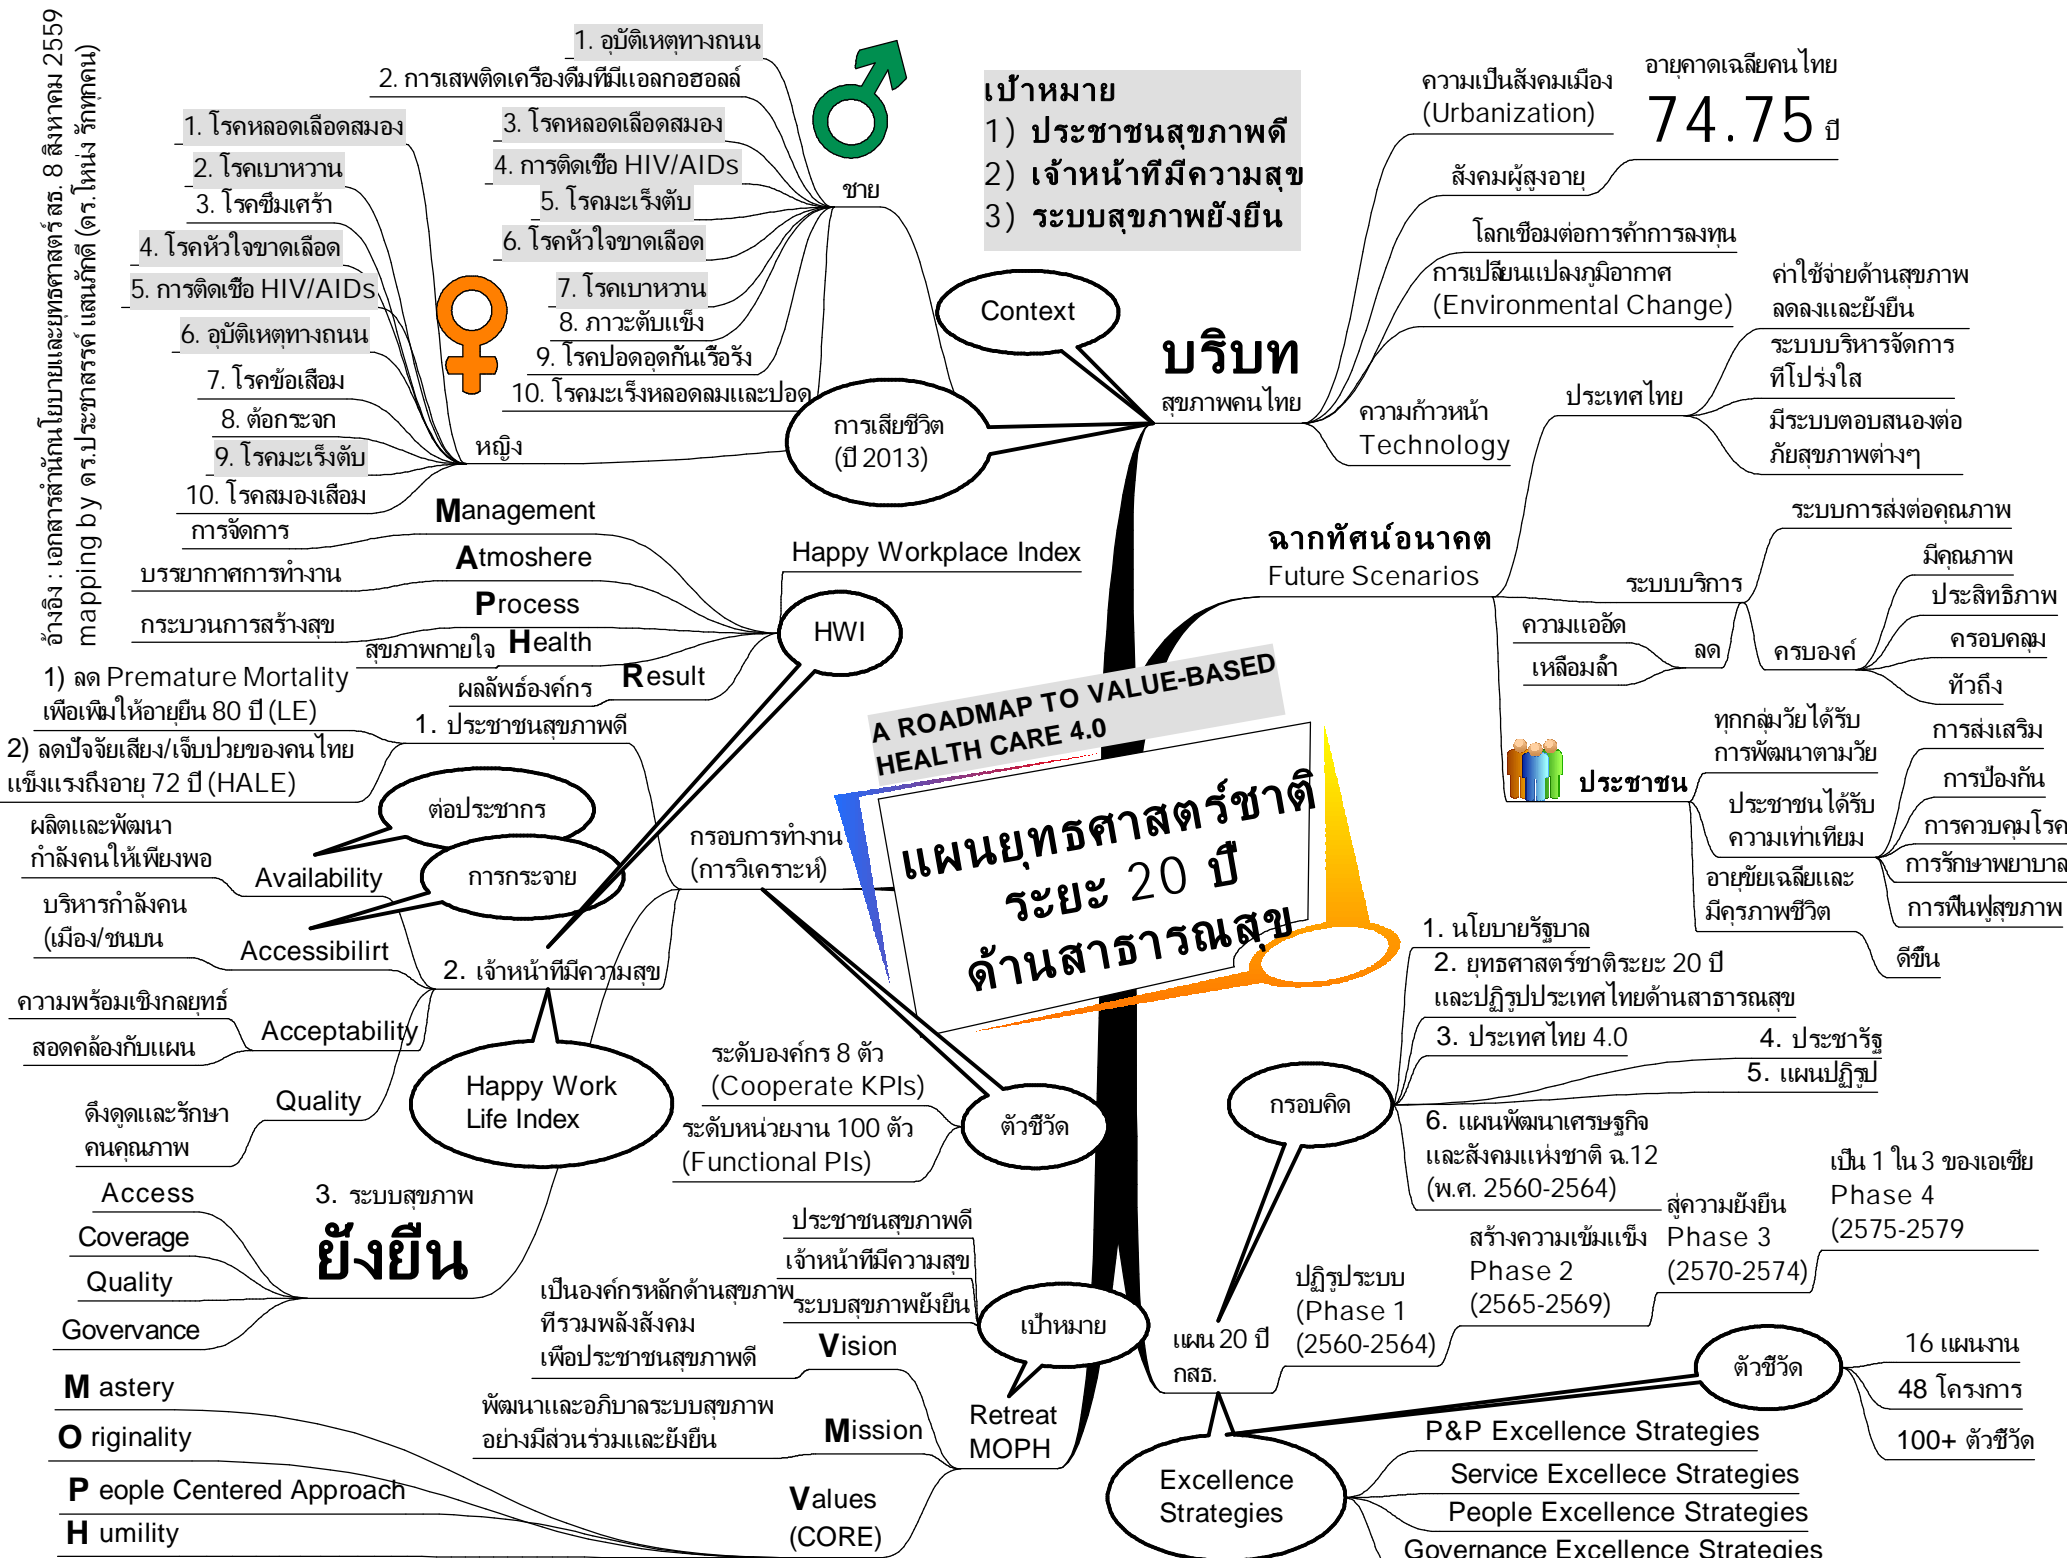 อ้างอิง : เอกสารสำนักนโยบายและยุทธศาสตร์ สธ. 8 สิงหาคม 2559
mapping by ดร.ประชาสรรค์ แสนภักดี (ดร.โหน่ง รักทุกคน)
1. อุบัติเหตุทางถนน
2. การเสพติดเครื่องดื่มที่มีแอลกอฮอลล์
3. โรคหลอดเลือดสมอง
4. การติดเชื้อ HIV/AIDs
5. โรคมะเร็งตับ
6. โรคหัวใจขาดเลือด
7. โรคเบาหวาน
8. ภาวะตับแข็ง
9. โรคปอดอุดกั้นเรื้อรัง
10. โรคมะเร็งหลอดลมและปอด
ชาย
1. โรคหลอดเลือดสมอง
2. โรคเบาหวาน
3. โรคซึมเศร้า
4. โรคหัวใจขาดเลือด
5. การติดเชื้อ HIV/AIDs
6. อุบัติเหตุทางถนน
7. โรคข้อเสื่อม
8. ต้อกระจก
9. โรคมะเร็งตับ
10. โรคสมองเสื่อม
หญิง
การเสียชีวิต
(ปี 2013)
เป้าหมาย
1) ประชาชนสุขภาพดี
2) เจ้าหน้าที่มีความสุข
3) ระบบสุขภาพยั่งยืน
Context
บริบท
สุขภาพคนไทย
ความเป็นสังคมเมือง
(Urbanization)
อายุคาดเฉลี่ยคนไทย
74.75 ปี
สังคมผู้สูงอายุ
โลกเชื่อมต่อการค้าการลงทุน
การเปลี่ยนแปลงภูมิอากาศ
(Environmental Change)
ความก้าวหน้า
Technology
ฉากทัศน์อนาคต
Future Scenarios
ประเทศไทย
ค่าใช้จ่ายด้านสุขภาพ
ลดลงและยั่งยืน
ระบบบริหารจัดการ
ที่โปร่งใส
มีระบบตอบสนองต่อ
ภัยสุขภาพต่างๆ
ระบบบริการ
ระบบการส่งต่อคุณภาพ
ลด
ความแออัด
เหลื่อมล้ำ
ครบองค์
มีคุณภาพ
ประสิทธิภาพ
ครอบคลุม
ทั่วถึง
ประชาชน
ทุกกลุ่มวัยได้รับ
การพัฒนาตามวัย
ประชาชนได้รับ
ความเท่าเทียม
การส่งเสริม
การป้องกัน
การควบคุมโรค
การรักษาพยาบาล
การฟื้นฟูสุขภาพ
อายุขัยเฉลี่ยและ
มีคุรภาพชีวิต
ดีขึ้น
การจัดการ
Management
บรรยากาศการทำงาน
Atmoshere
กระบวนการสร้างสุข
Process
สุขภาพกายใจ
Health
ผลลัพธ์องค์กร
Result
Happy Workplace Index
HWI
A ROADMAP TO VALUE-BASED
HEALTH CARE 4.0
แผนยุทธศาสตร์ชาติ
ระยะ 20 ปี
ด้านสาธารณสุข
กรอบการทำงาน
(การวิเคราะห์)
1. ประชาชนสุขภาพดี
1) ลด Premature Mortality
เพื่อเพิ่มให้อายุยืน 80 ปี (LE)
2) ลดปัจจัยเสี่ยง/เจ็บป่วยของคนไทย
แข็งแรงถึงอายุ 72 ปี (HALE)
ต่อประชากร
การกระจาย
2. เจ้าหน้าที่มีความสุข
ผลิตและพัฒนา
กำลังคนให้เพียงพอ
Availability
บริหารกำลังคน
(เมือง/ชนบน
Accessibilirt
ความพร้อมเชิงกลยุทธ์
สอดคล้องกับแผน
Acceptability
ดึงดูดและรักษา
คนคุณภาพ
Quality
Happy Work
Life Index
3. ระบบสุขภาพ
ยั่งยืน
Access
Coverage
Quality
Govervance
ตัวชี้วัด
ระดับองค์กร 8 ตัว
(Cooperate KPIs)
ระดับหน่วยงาน 100 ตัว
(Functional PIs)
เป้าหมาย
ประชาชนสุขภาพดี
เจ้าหน้าที่มีความสุข
ระบบสุขภาพยั่งยืน
Retreat
MOPH
Vision
เป็นองค์กรหลักด้านสุขภาพ
ที่รวมพลังสังคม
เพื่อประชาชนสุขภาพดี
Mission
พัฒนาและอภิบาลระบบสุขภาพ
อย่างมีส่วนร่วมและยั่งยืน
Values
(CORE)
M astery
O riginality
P eople Centered Approach
H umility
กรอบคิด
1. นโยบายรัฐบาล
2. ยุทธศาสตร์ชาติระยะ 20 ปี
และปฏิรูปประเทศไทยด้านสาธารณสุข
3. ประเทศไทย 4.0
4. ประชารัฐ
5. แผนปฏิรูป
6. แผนพัฒนาเศรษฐกิจ
และสังคมแห่งชาติ ฉ.12
(พ.ศ. 2560-2564)
แผน 20 ปี
กสธ.
ปฏิรูประบบ
(Phase 1
(2560-2564)
สร้างความเข้มแข็ง
Phase 2
(2565-2569)
สู่ความยั่งยืน
Phase 3
(2570-2574)
เป็น 1 ใน 3 ของเอเซีย
Phase 4
(2575-2579
ตัวชี้วัด
16 แผนงาน
48 โครงการ
100+ ตัวชี้วัด
Excellence
Strategies
P&P Excellence Strategies
Service Excellece Strategies
People Excellence Strategies
Governance Excellence Strategies